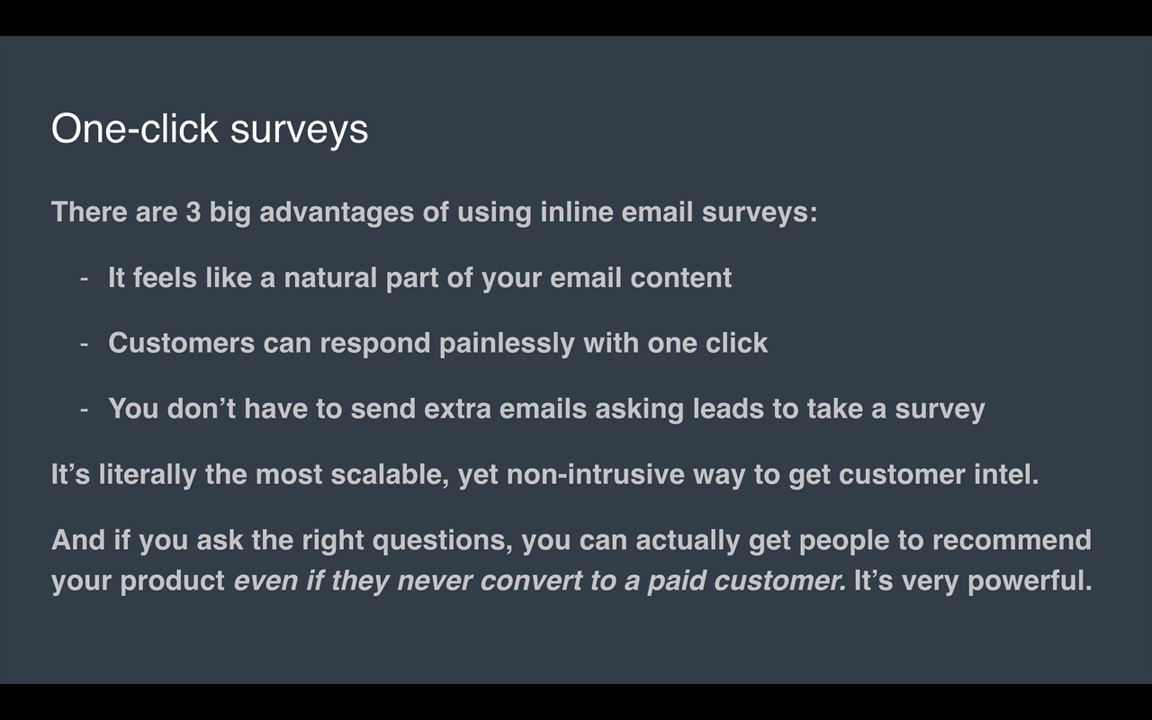 One-click surveys
There are 3 big advantages of using inline email surveys:
- It feels like a natural part of your email content
- Customers can respond painlessly with one click
- You don’t have to send extra emails asking leads to take a survey
It’s literally the most scalable, yet non-intrusive way to get customer intel.
And if you ask the right questions, you can actually get people to recommend
your product even if they never convert to a paid customer. It’s very powerful.